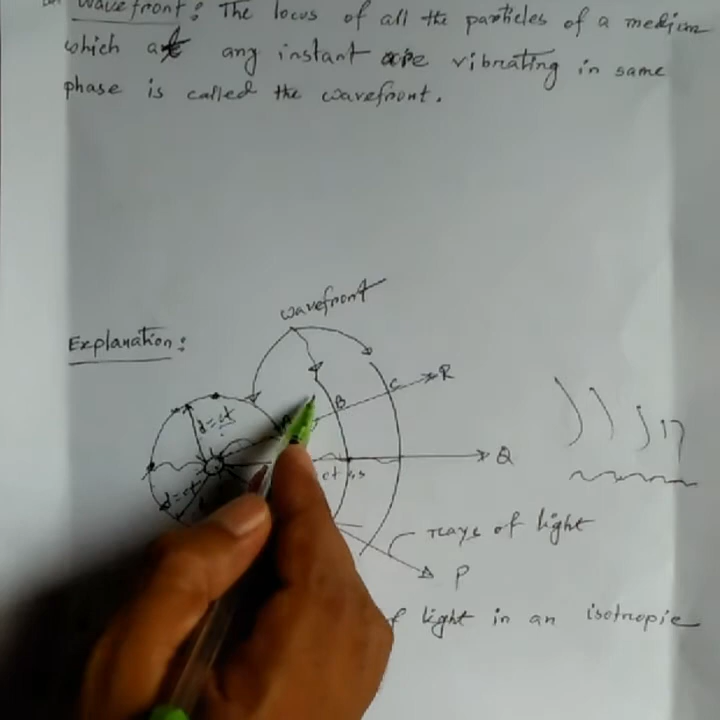 Wavefront: The locus of all the particles of a medium
which at any instant are vibrating in same
phase is called the wavefront.
wavefront
Explanation:
R
C
B
A
d=ct
Q
ct
d=ct
rays of light
P
of light in an isotropic